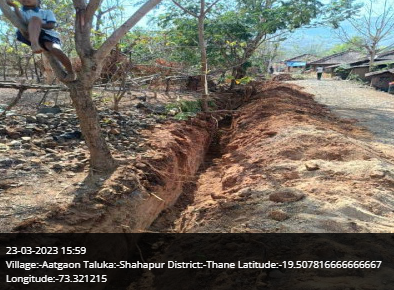 23-03-2023 15:59
Village:-Aatgaon Taluka:-Shahapur District:-Thane Latitude:-19.507816666666667
Longitude:-73.321215